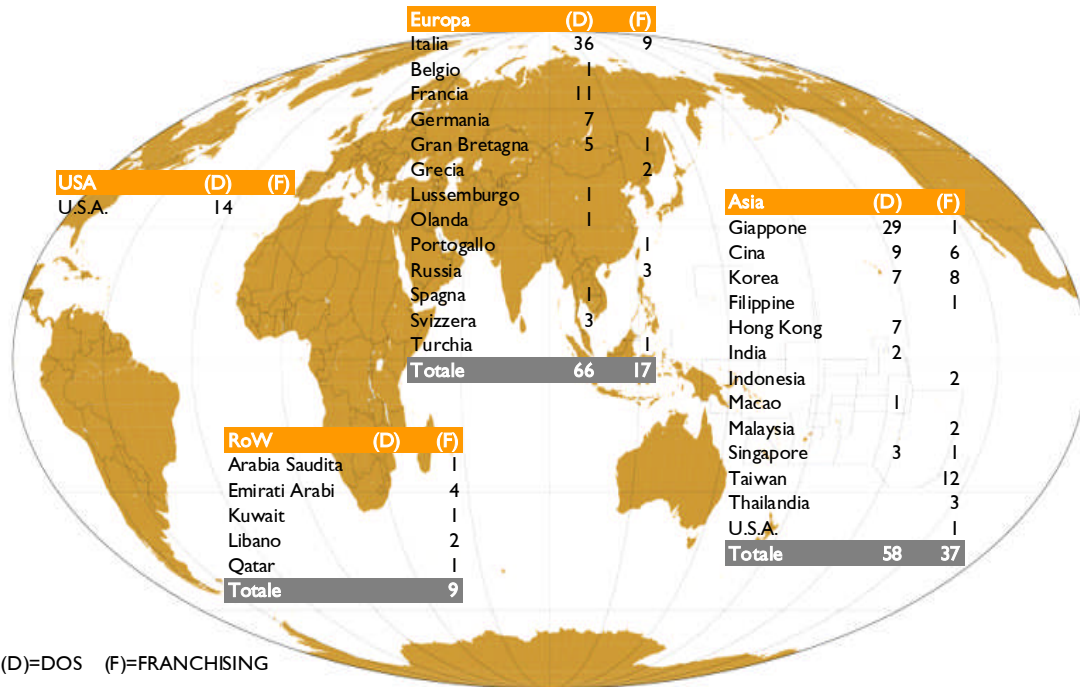 Europa (D) (F)
Italia 36 9
Belgio 1
Francia 11
Germania 7
Gran Bretagna 5 1
Grecia 2
Lussemburgo 1
Olanda 1
Portogallo 1
Russia 3
Spagna 1
Svizzera 3
Turchia 1
Totale 66 17
USA (D) (F)
U.S.A. 14
Asia (D) (F)
Giappone 29 1
Cina 9 6
Korea 7 8
Filippine 1
Hong Kong 7
India 2
Indonesia 2
Macao 1
Malaysia 2
Singapore 3 1
Taiwan 12
Thailandia 3
U.S.A. 1
Totale 58 37
RoW (D) (F)
Arabia Saudita 1
Emirati Arabi 4
Kuwait 1
Libano 2
Qatar 1
Totale 9
(D)=DOS (F)=FRANCHISING